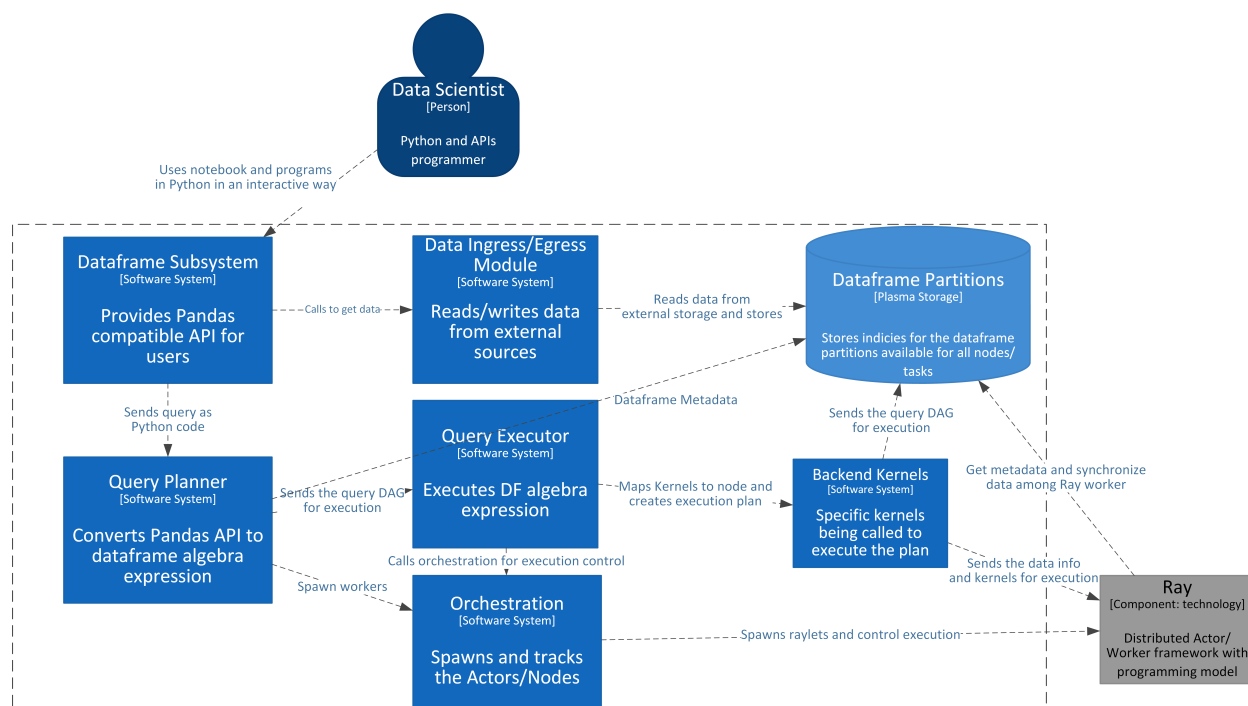 Data Scientist
[Person]
Python and APIs
programmer
Uses notebook and programs
in Python in an interactive way
Dataframe Subsystem
[Software System]
Provides Pandas
compatible API for
users
Calls to get data
Data Ingress/Egress
Module
[Software System]
Reads/writes data
from external
sources
Reads data from
external storage and stores
Dataframe Partitions
[Plasma Storage]
Stores indicies for the dataframe
partitions available for all nodes/
tasks
Sends query as
Python code
Dataframe Metadata
Sends the query DAG
for execution
Query Planner
[Software System]
Converts Pandas API to
dataframe algebra
expression
Sends the query DAG
for execution
Query Executor
[Software System]
Executes DF algebra
expression
Maps Kernels to node and
creates execution plan
Backend Kernels
[Software System]
Specific kernels
being called to
execute the plan
Get metadata and synchronize
data among Ray worker
Calls orchestration for execution control
Spawn workers
Sends the data info
and kernels for execution
Orchestration
[Software System]
Spawns and tracks
the Actors/Nodes
Spawns raylets and control execution
Ray
[Component: technology]
Distributed Actor/
Worker framework with
programming model